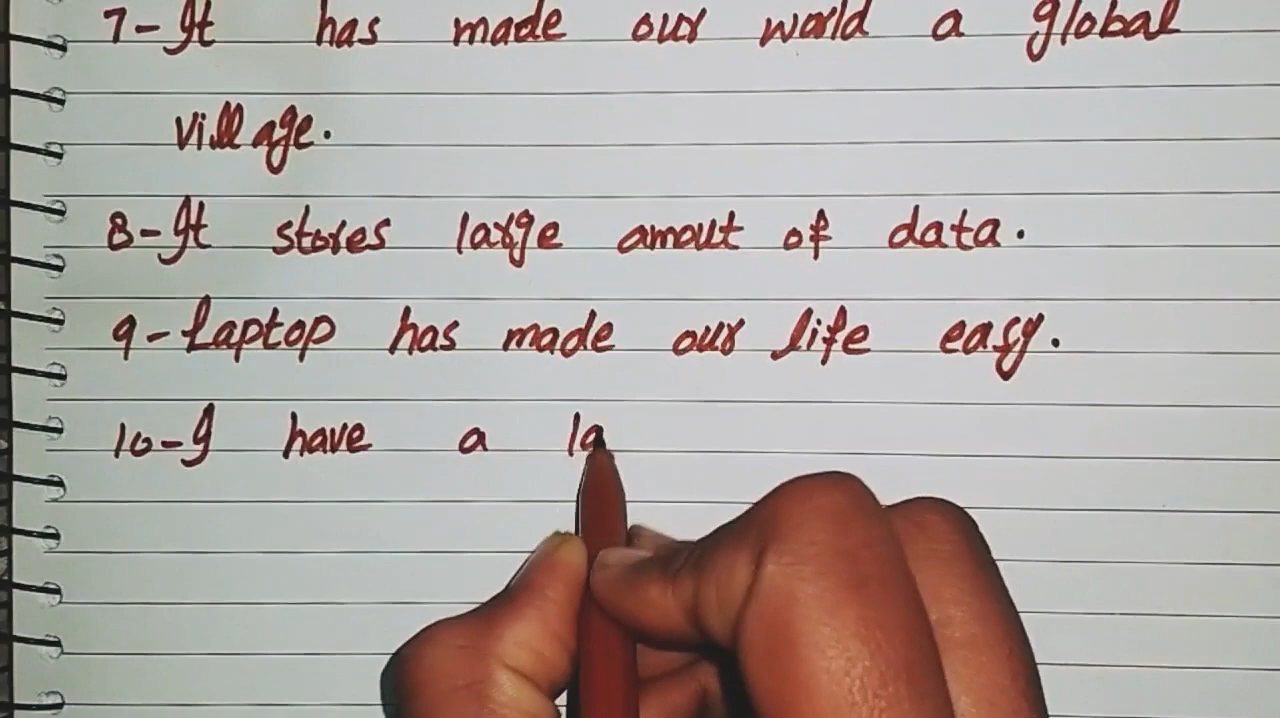 7-It has made our world a global
village.
8-It stores large amout of data.
9-Laptop has made our life easy.
10-I have a la